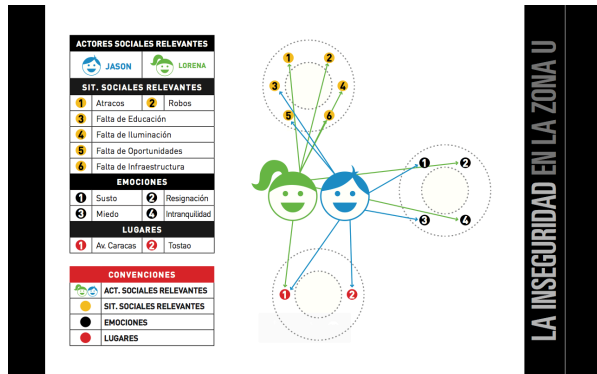 ACTORES SOCIALES RELEVANTES
JASON LORENA
SIT. SOCIALES RELEVANTES
1 Atracos 2 Robos
3 Falta de Educación
4 Falta de Iluminación
5 Falta de Oportunidades
6 Falta de Infraestructura
EMOCIONES
1 Susto 2 Resignación
3 Miedo 4 Intranquilidad
LUGARES
1 Av. Caracas 2 Tostao
CONVENCIONES
ACT. SOCIALES RELEVANTES
SIT. SOCIALES RELEVANTES
EMOCIONES
LUGARES
1 2
3 4
5 6
1 2
3 4
1 2
LA INSEGURIDAD EN LA ZONA U